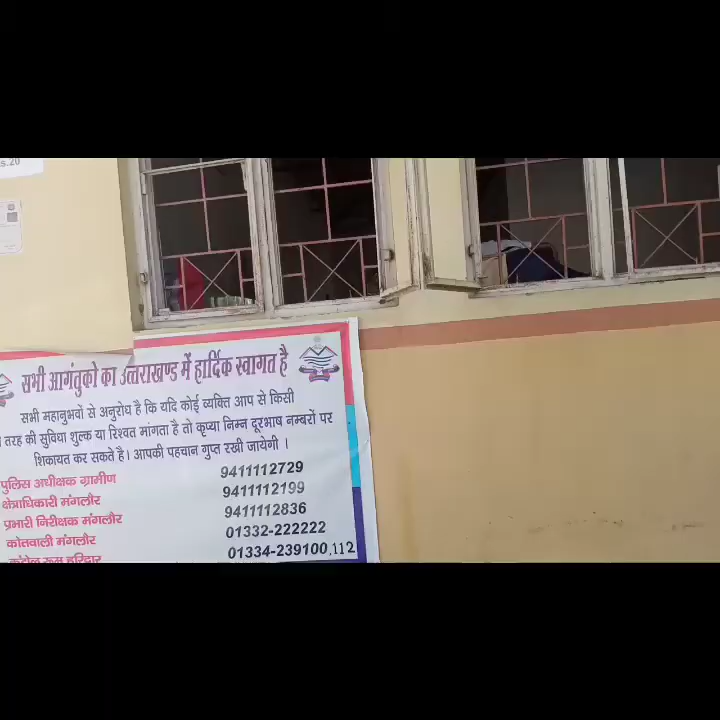 s.20
सभी आगंतुको का उत्तराखण्ड में हार्दिक स्वागत है
सभी महानुभवों से अनुरोध है कि यदि कोई व्यक्ति आप से किसी
तरह की सुविधा शुल्क या रिश्वत मांगता है तो कृप्या निम्न दूरभाष नम्बरों पर
शिकायत कर सकते है। आपकी पहचान गुप्त रखी जायेगी ।
पुलिस अधीक्षक ग्रामीण 9411112729
क्षेत्राधिकारी मंगलौर 9411112199
प्रभारी निरीक्षक मंगलौर 9411112836
कोतवाली मंगलौर 01332-222222
कंट्रोल रूम हरिद्वार 01334-239100,112